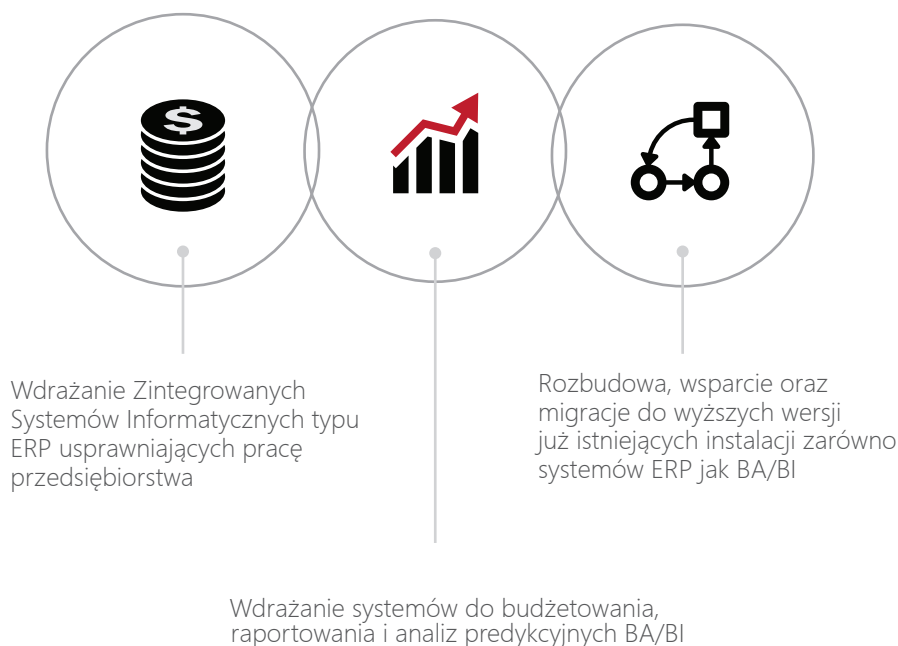 $
Wdrażanie Zintegrowanych
Systemów Informatycznych typu
ERP usprawniających pracę
przedsiębiorstwa
Rozbudowa, wsparcie oraz
migracje do wyższych wersji
już istniejących instalacji zarówno
systemów ERP jak BA/BI
Wdrażanie systemów do budżetowania,
raportowania i analiz predykcyjnych BA/BI